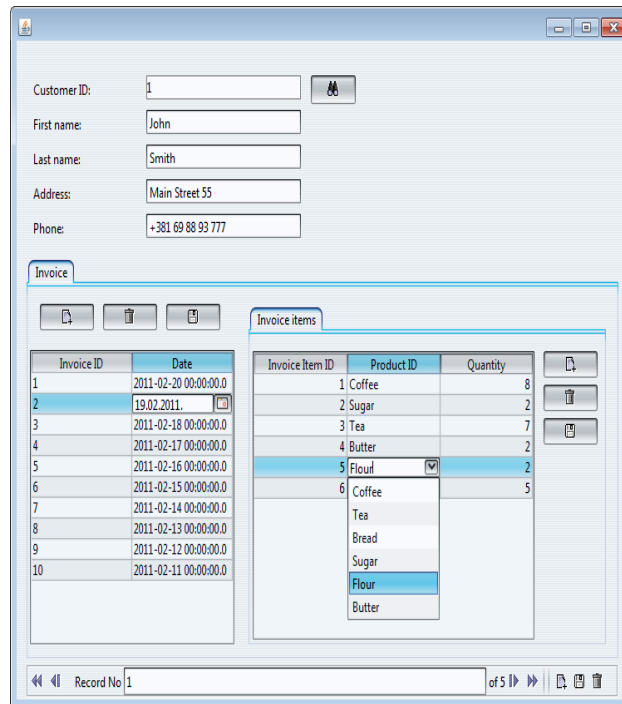 Customer ID: 1
First name: John
Last name: Smith
Address: Main Street 55
Phone: +381 69 88 93 777
Invoice
Invoice items
Invoice ID Date
1 2011-02-20 00:00:00.0
2 19.02.2011.
3 2011-02-18 00:00:00.0
4 2011-02-17 00:00:00.0
5 2011-02-16 00:00:00.0
6 2011-02-15 00:00:00.0
7 2011-02-14 00:00:00.0
8 2011-02-13 00:00:00.0
9 2011-02-12 00:00:00.0
10 2011-02-11 00:00:00.0
Invoice Item ID Product ID Quantity
1 Coffee 8
2 Sugar 2
3 Tea 7
4 Butter 2
5 Flour 2
6 5
Coffee
Tea
Bread
Sugar
Flour
Butter
Record No 1 of 5